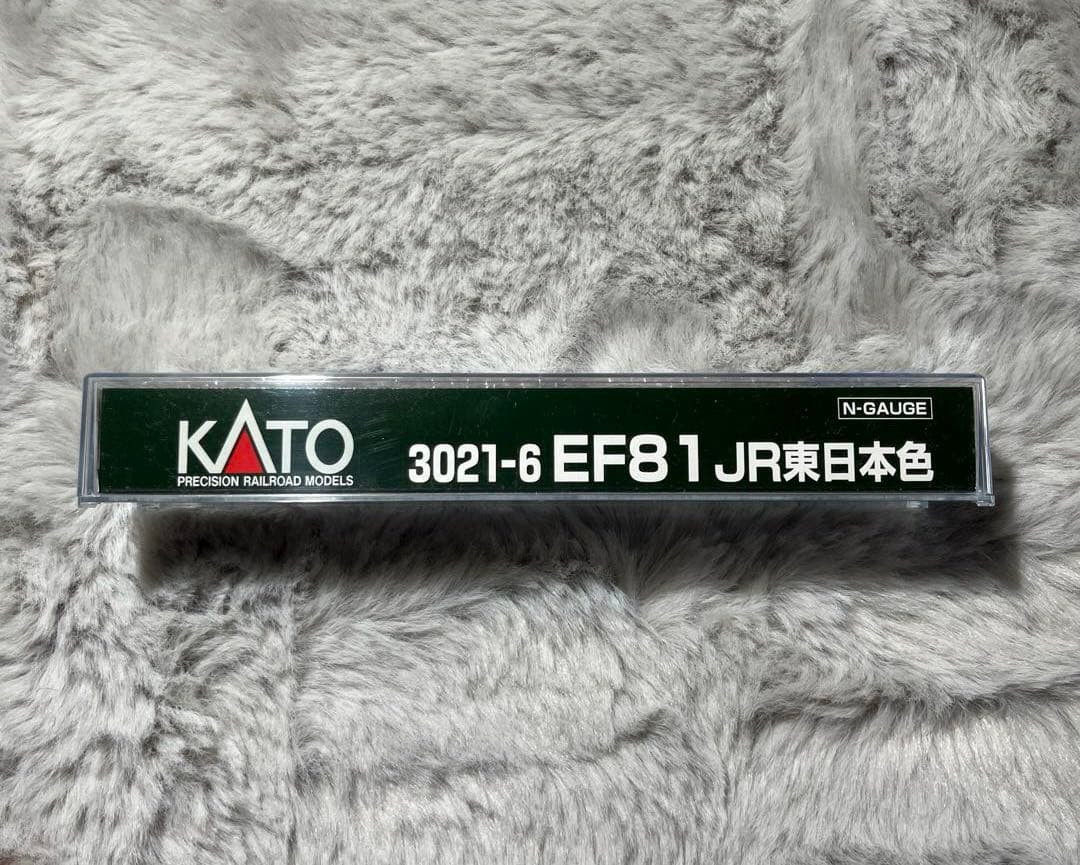 KATO
PRECISION RAILROAD MODELS
N-GAUGE
3021-6 EF81 JR東日本色